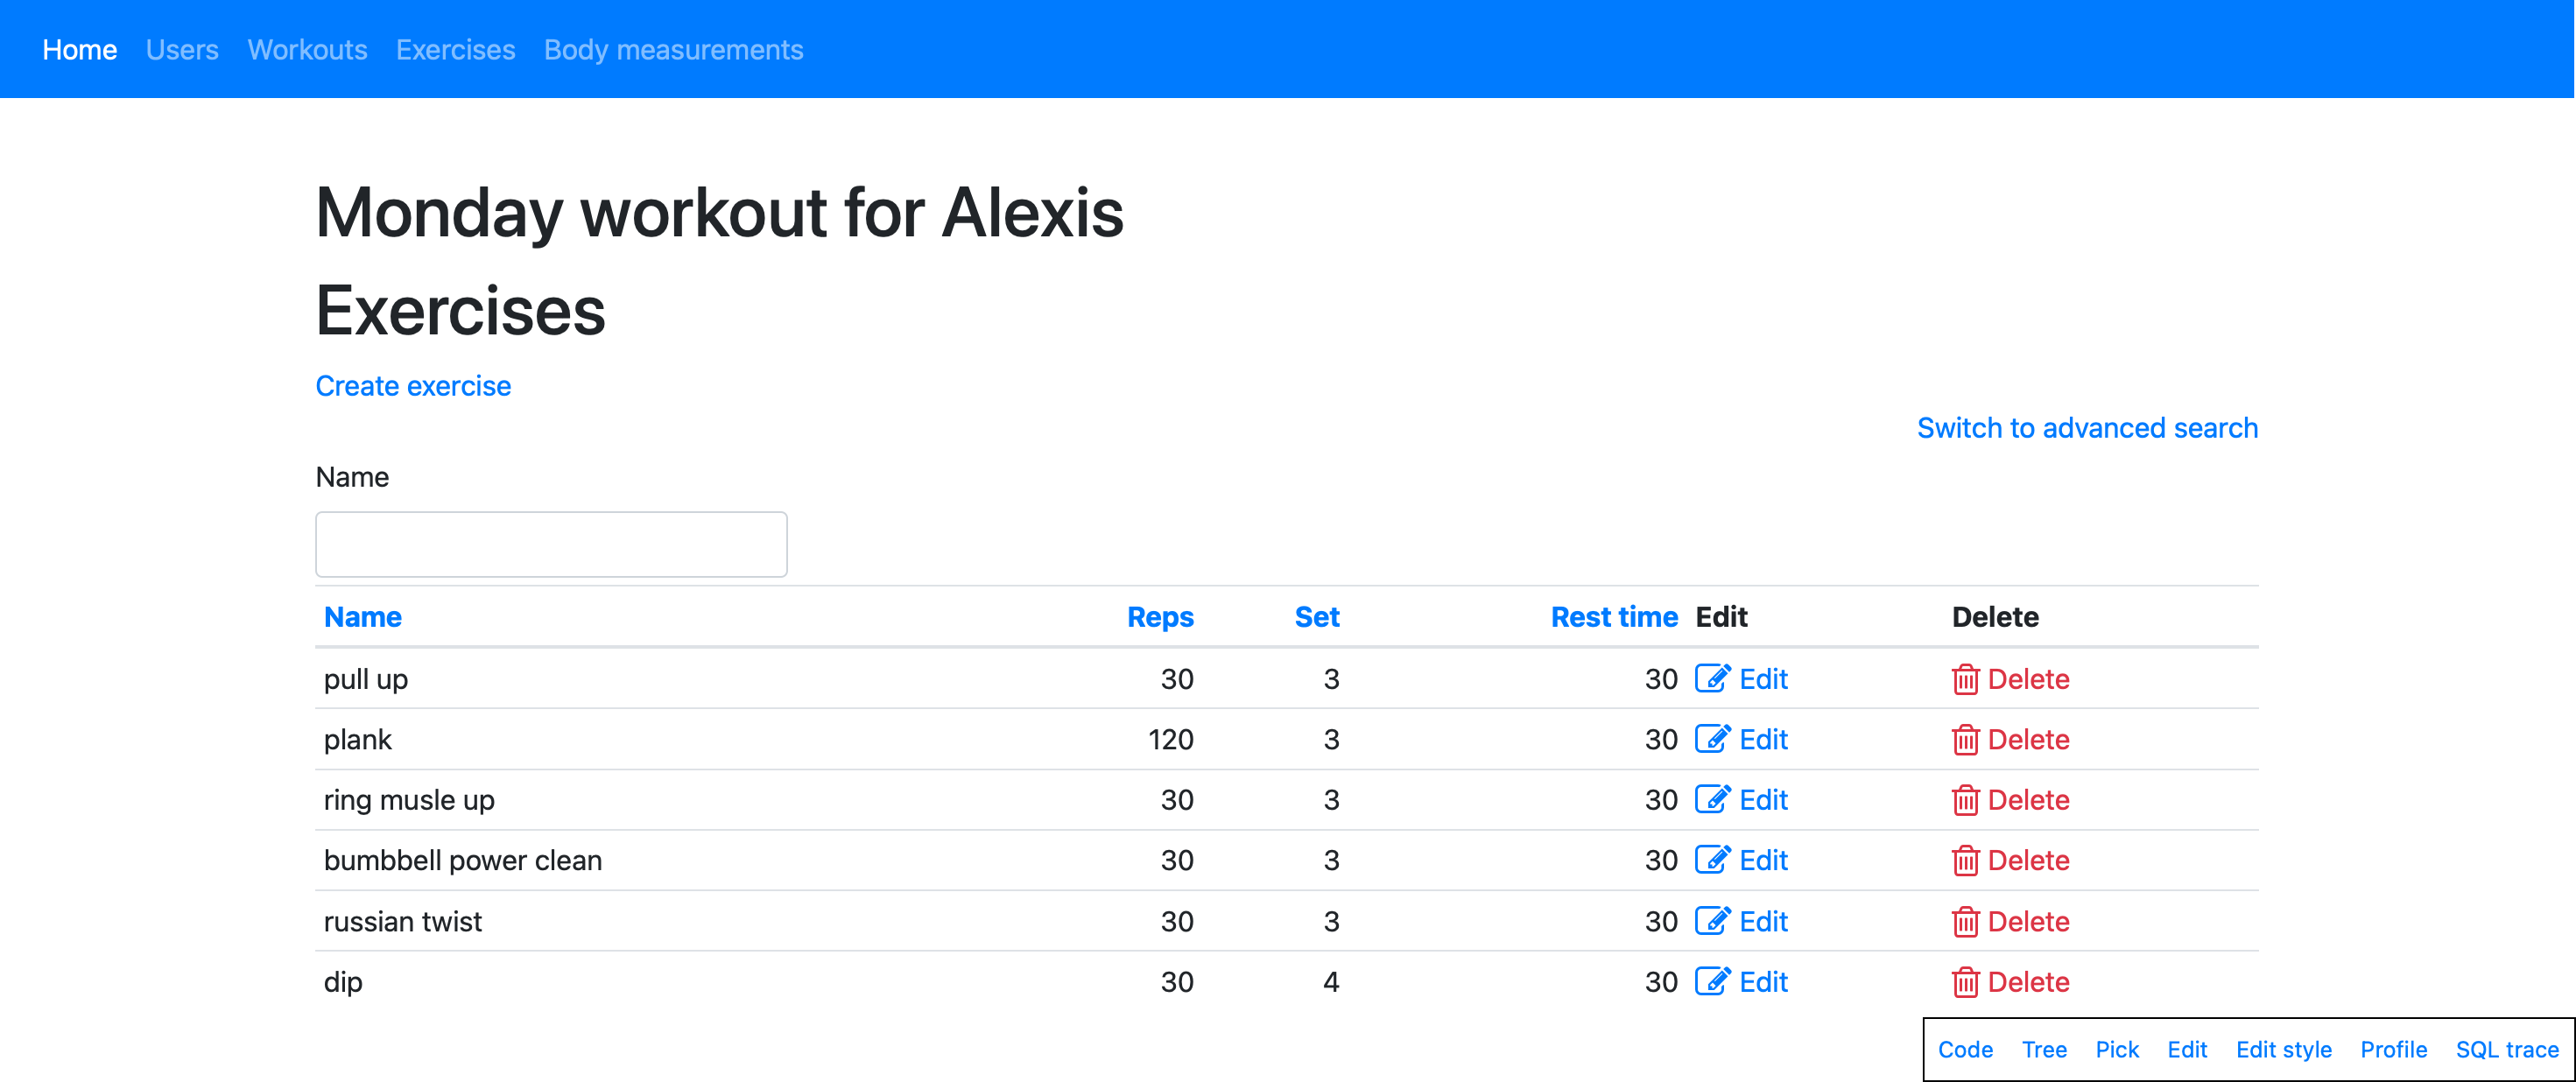 Home Users Workouts Exercises Body measurements
Monday workout for Alexis
Exercises
Create exercise
Switch to advanced search
Name
Name Reps Set Rest time Edit Delete
pull up 30 3 30 Edit Delete
plank 120 3 30 Edit Delete
ring musle up 30 3 30 Edit Delete
bumbbell power clean 30 3 30 Edit Delete
russian twist 30 3 30 Edit Delete
dip 30 4 30 Edit Delete
Code Tree Pick Edit Edit style Profile SQL trace